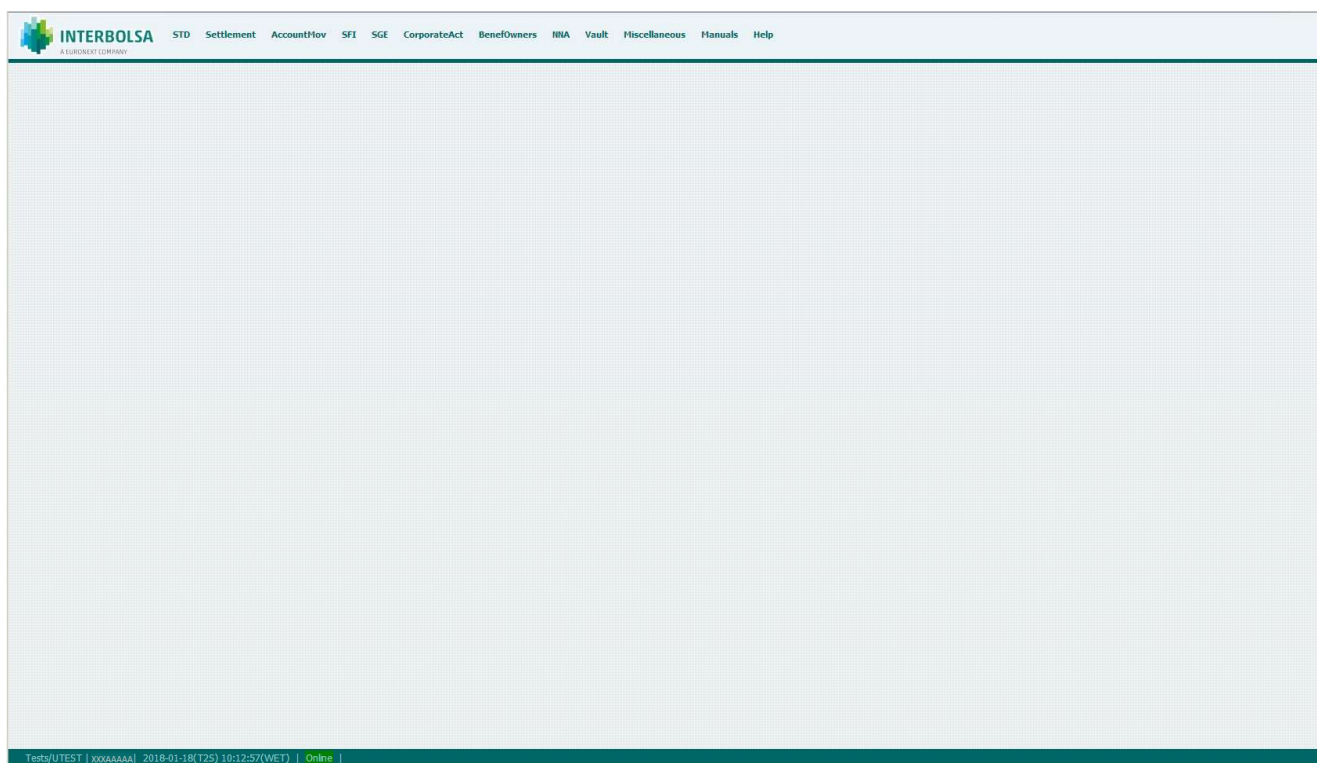 INTERBOLSA
A EURONEXT COMPANY
STD Settlement AccountMov SFI SGE CorporateAct BenefOwners NNA Vault Miscellaneous Manuals Help
Tests/UTEST | XXXAAAAA| 2018-01-18(T2S) 10:12:57(WET) | Online |